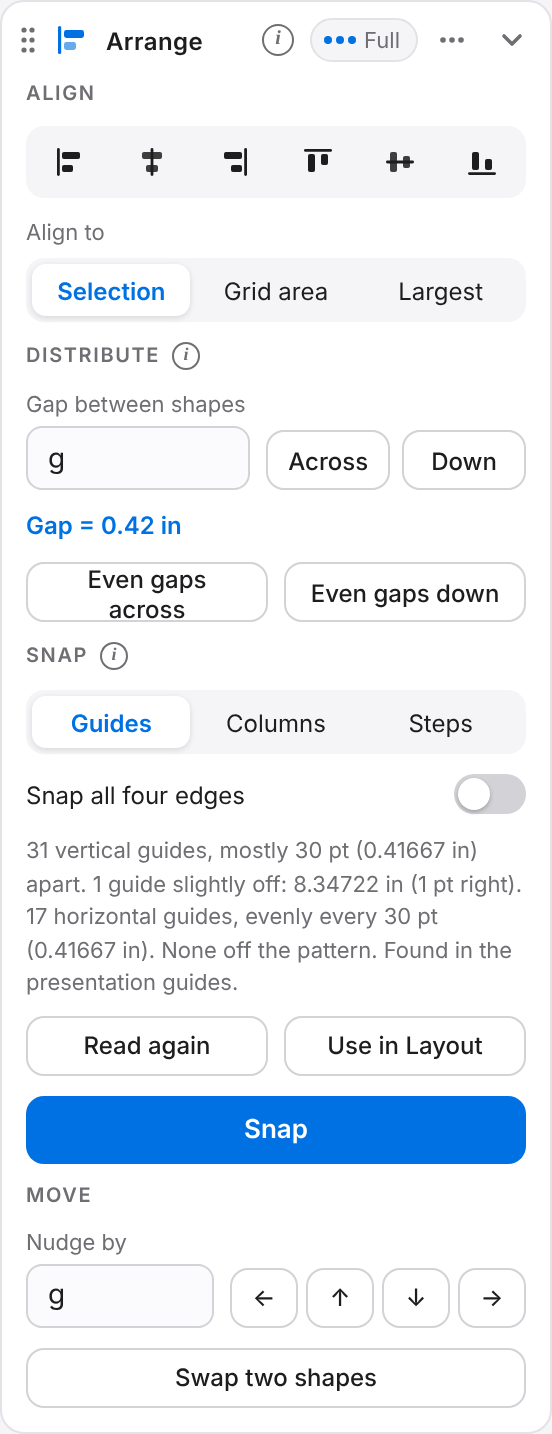 Arrange
i
Full
ALIGN
Align to
Selection Grid area Largest
DISTRIBUTE i
Gap between shapes
g Across Down
Gap = 0.42 in
Even gaps
across
Even gaps down
SNAP i
Guides Columns Steps
Snap all four edges
31 vertical guides, mostly 30 pt (0.41667 in)
apart. 1 guide slightly off: 8.34722 in (1 pt right).
17 horizontal guides, evenly every 30 pt
(0.41667 in). None off the pattern. Found in the
presentation guides.
Read again Use in Layout
Snap
MOVE
Nudge by
g ← ↑ ↓ →
Swap two shapes